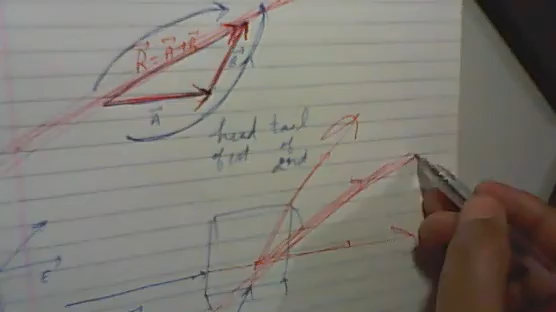 R = A + B
B
A
head tail
of 1st of
2nd